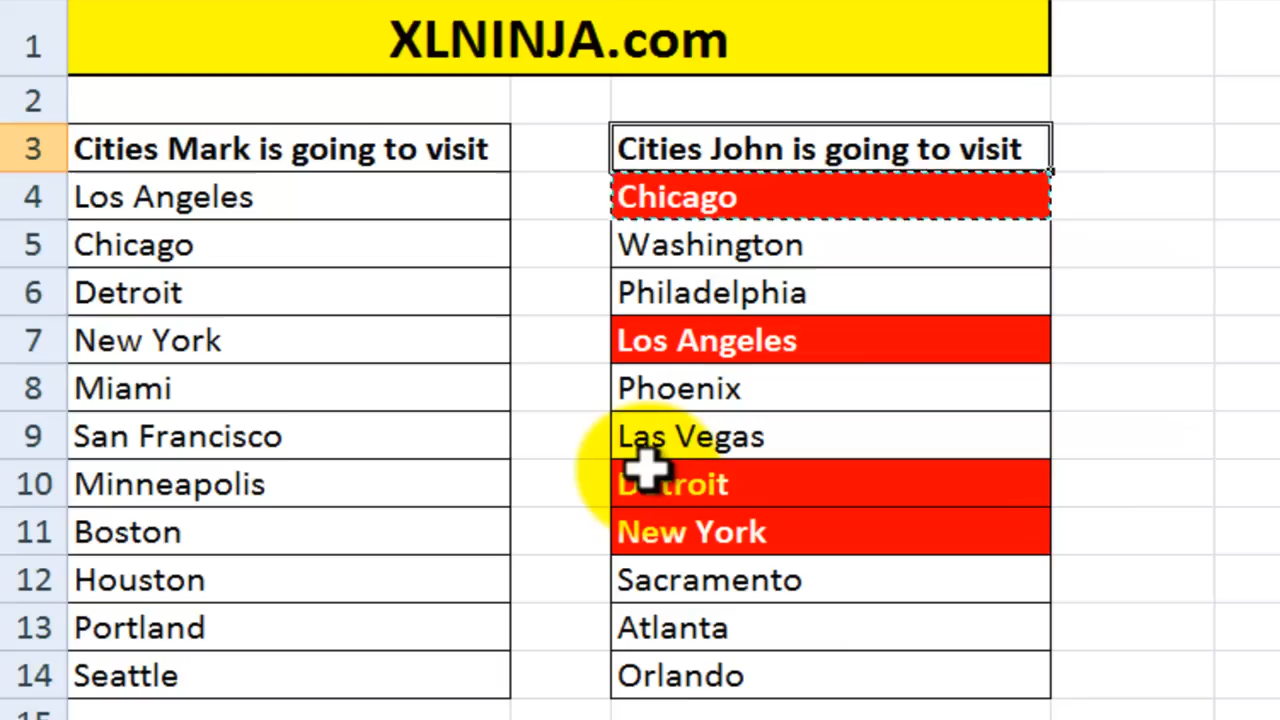 1 XLNINJA.com
2
3 Cities Mark is going to visit Cities John is going to visit
4 Los Angeles Chicago
5 Chicago Washington
6 Detroit Philadelphia
7 New York Los Angeles
8 Miami Phoenix
9 San Francisco Las Vegas
10 Minneapolis Detroit
11 Boston New York
12 Houston Sacramento
13 Portland Atlanta
14 Seattle Orlando
15